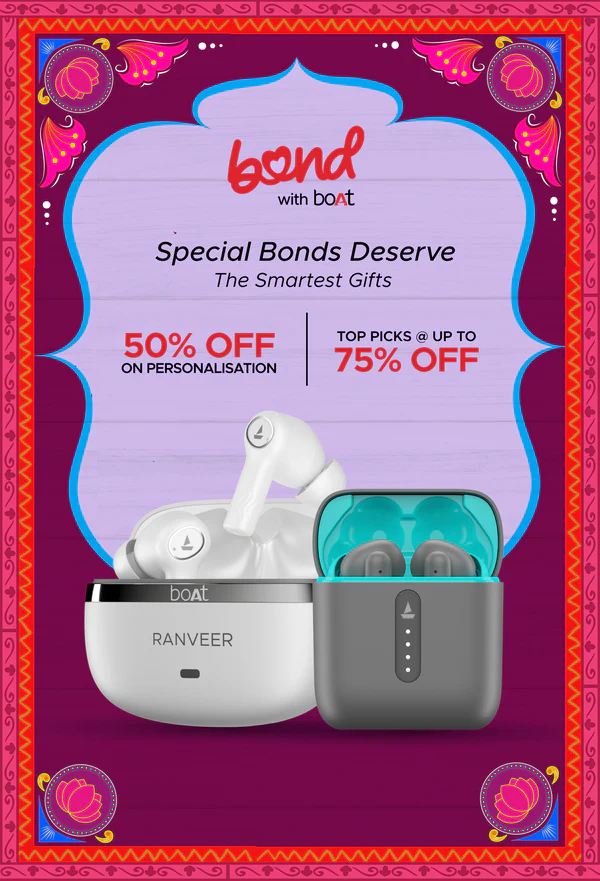 bond
with boAt
Special Bonds Deserve
The Smartest Gifts
50% OFF
ON PERSONALISATION
TOP PICKS @ UP TO
75% OFF
boAt
RANVEER